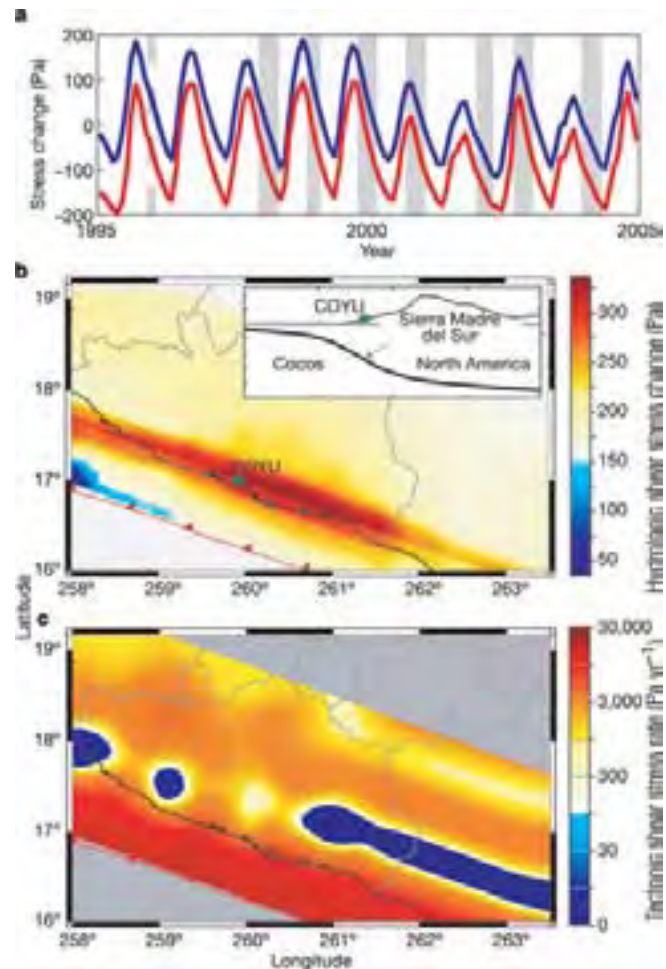 a
200
100
0
−100
−200
Stress change (Pa)
1995
2000
2005
Year
b
19°
18°
17°
16°
COYU
Sierra Madre
del Sur
Cocos
North America
COYU
258°
259°
260°
261°
262°
263°
300
250
200
150
100
50
Hydrologic shear stress change (Pa)
Latitude
c
19°
18°
17°
16°
258°
259°
260°
261°
262°
263°
Longitude
30,000
3,000
300
30
0
Tectonic shear stress rate (Pa yr⁻¹)